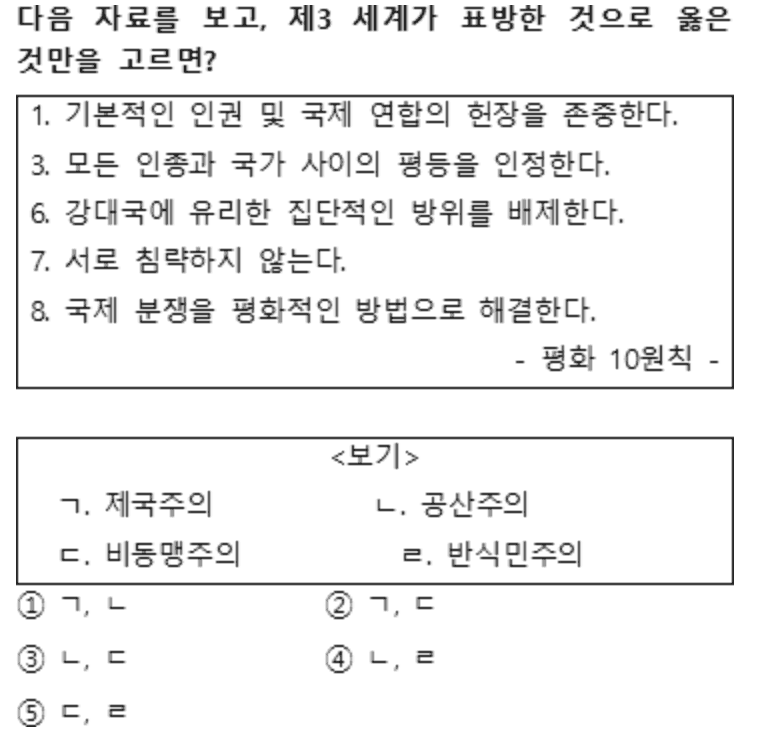 다음 자료를 보고, 제3 세계가 표방한 것으로 옳은
것만을 고르면?
1. 기본적인 인권 및 국제 연합의 헌장을 존중한다.
3. 모든 인종과 국가 사이의 평등을 인정한다.
6. 강대국에 유리한 집단적인 방위를 배제한다.
7. 서로 침략하지 않는다.
8. 국제 분쟁을 평화적인 방법으로 해결한다.
- 평화 10원칙 -
<보기>
ㄱ. 제국주의 ㄴ. 공산주의
ㄷ. 비동맹주의 ㄹ. 반식민주의
① ㄱ, ㄴ ② ㄱ, ㄷ
③ ㄴ, ㄷ ④ ㄴ, ㄹ
⑤ ㄷ, ㄹ